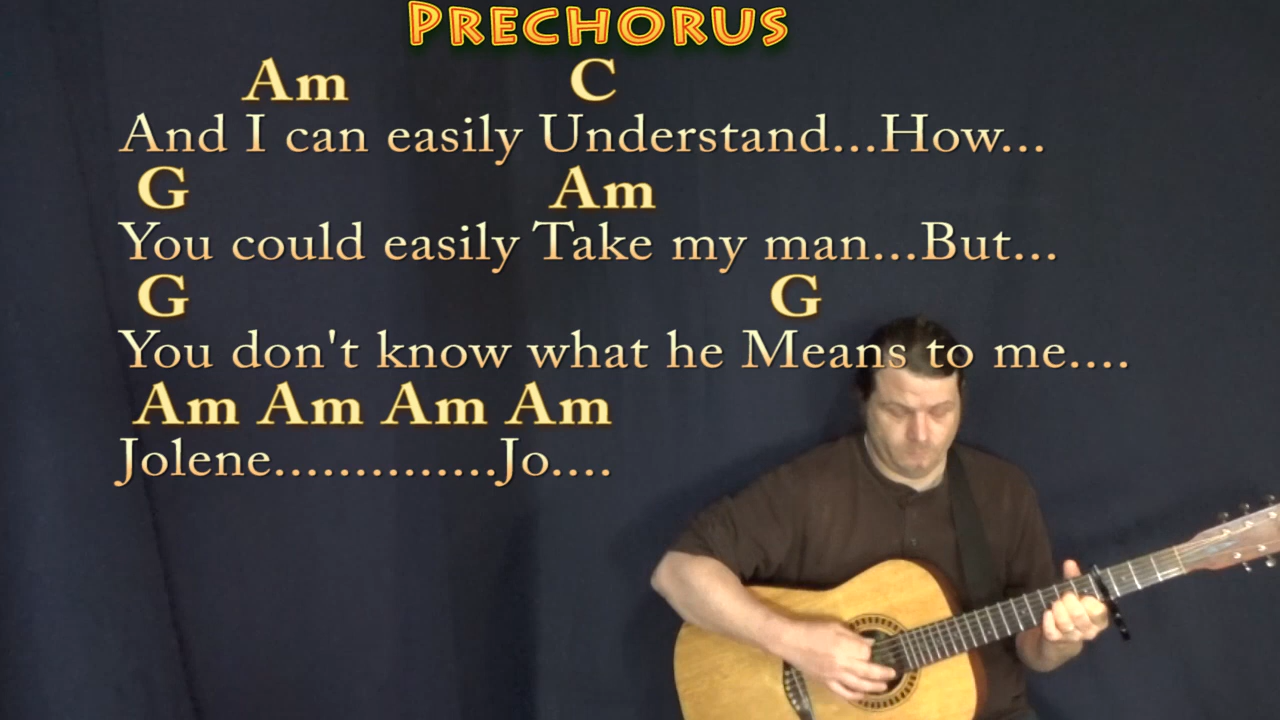 PRECHORUS
Am C
And I can easily Understand...How...
G Am
You could easily Take my man...But...
G G
You don't know what he Means to me....
Am Am Am Am
Jolene..............Jo....